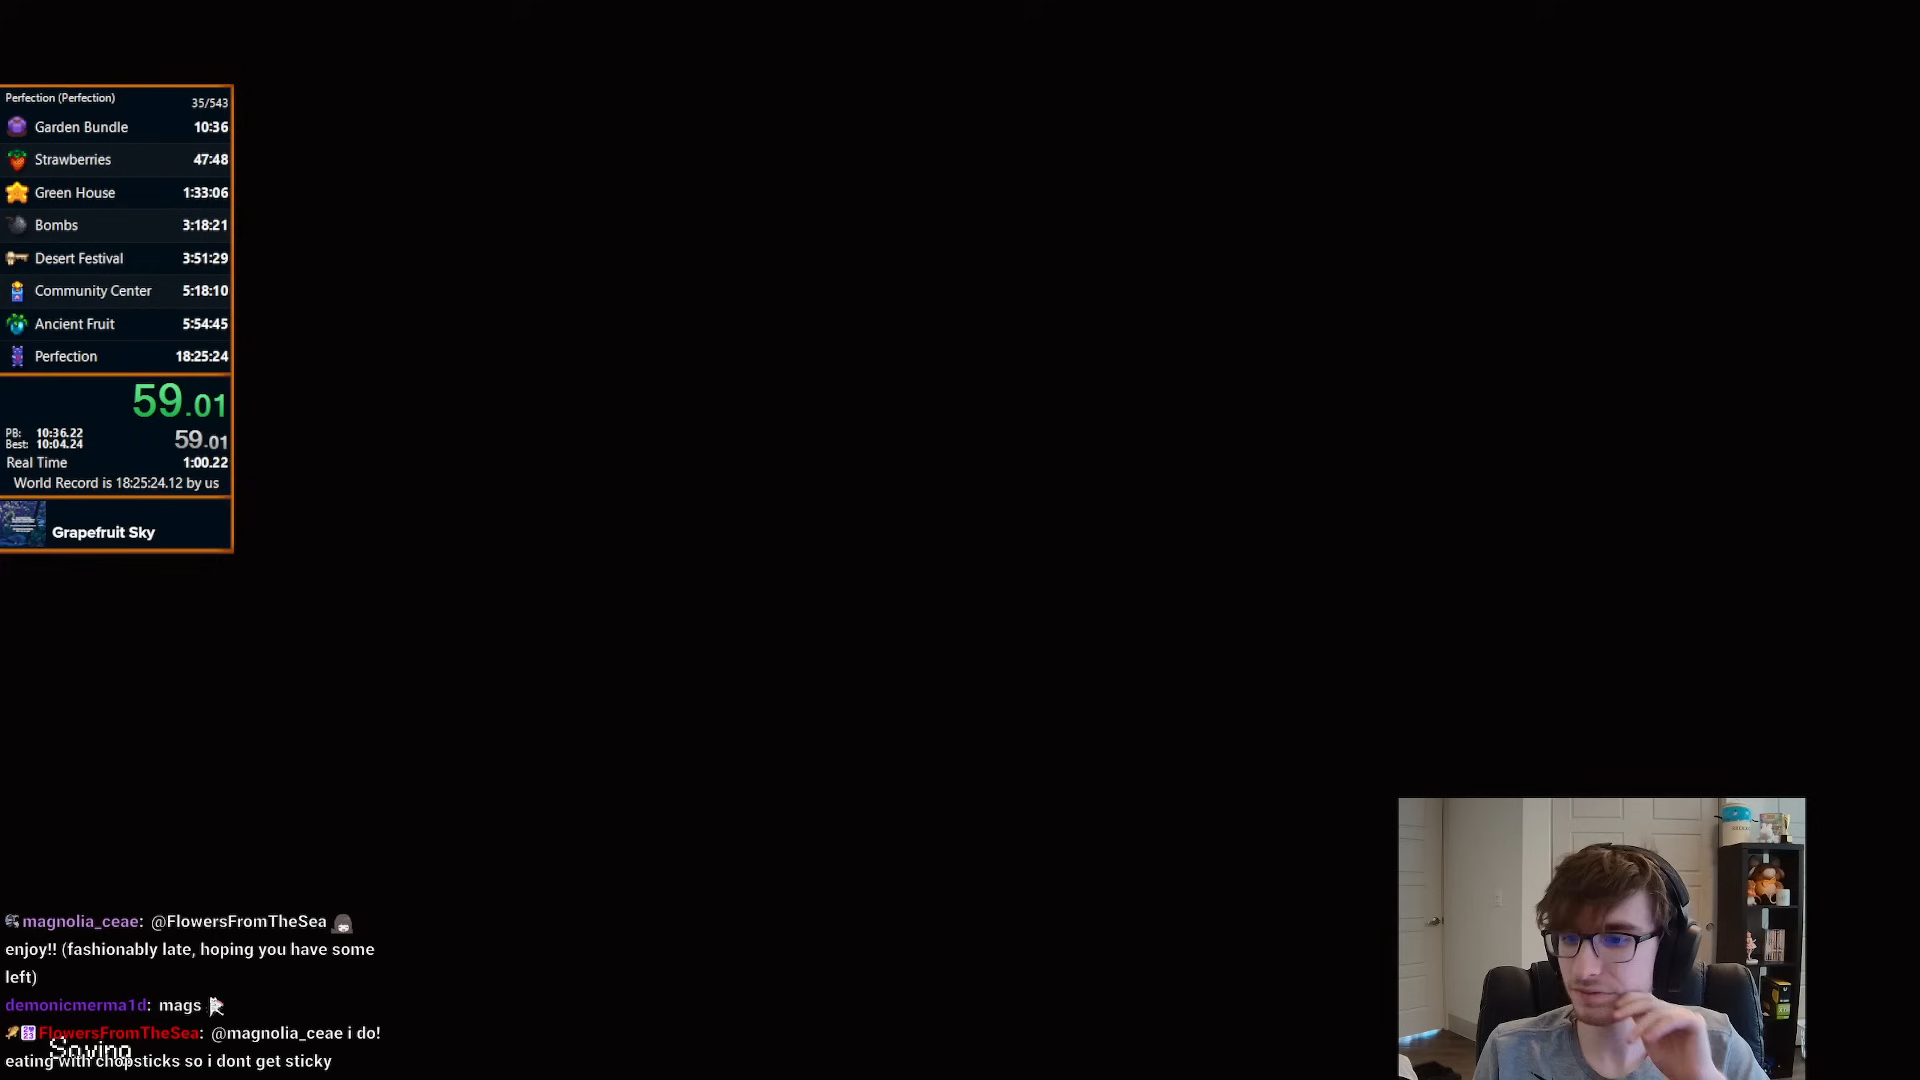 Perfection (Perfection)
35/543
Garden Bundle 10:36
Strawberries 47:48
Green House 1:33:06
Bombs 3:18:21
Desert Festival 3:51:29
Community Center 5:18:10
Ancient Fruit 5:54:45
Perfection 18:25:24
59.01
PB: 10:36.22
Best: 10:04.24
59.01
Real Time 1:00.22
World Record is 18:25:24.12 by us
Grapefruit Sky
magnolia_ceae: @FlowersFromTheSea
enjoy!! (fashionably late, hoping you have some
left)
demonicmerma1d: mags
FlowersFromTheSea: @magnolia_ceae i do!
Saving
eating with chopsticks so i dont get sticky